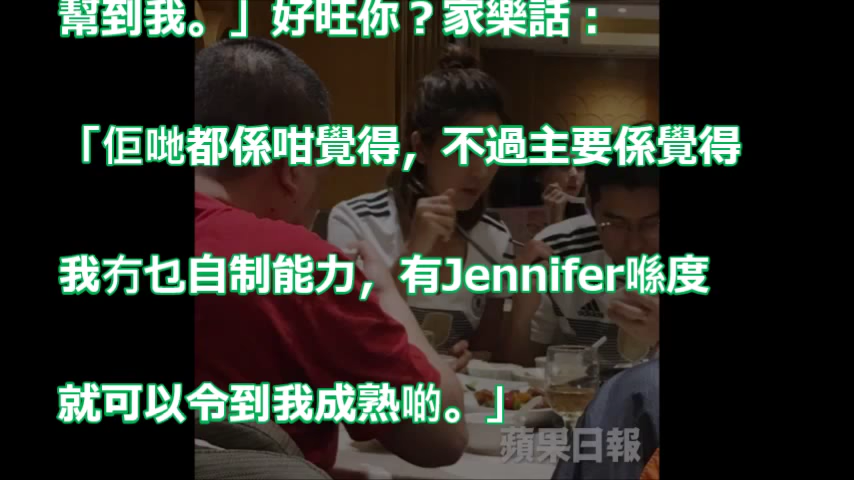 幫到我。」好旺你？家樂話：
「佢哋都係咁覺得，不過主要係覺得
我冇乜自制能力，有Jennifer喺度
就可以令到我成熟啲。」
蘋果日報